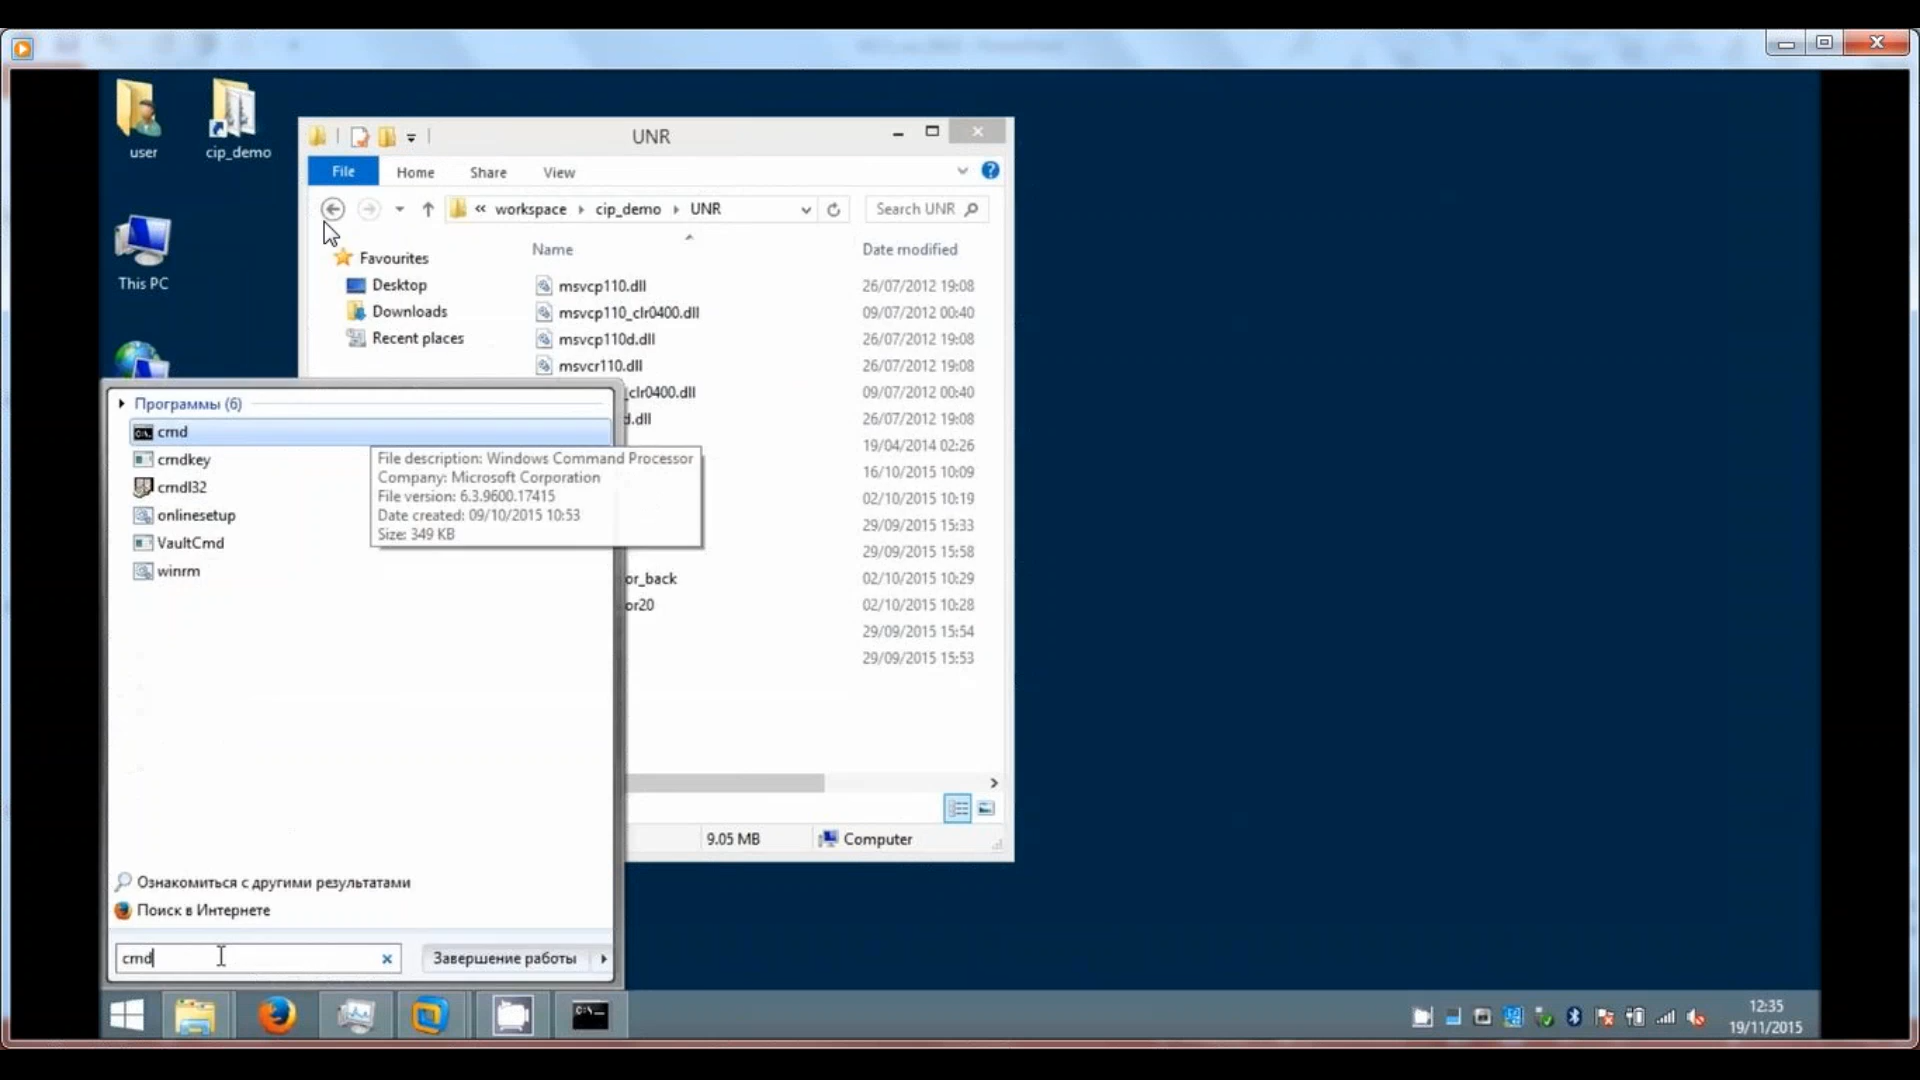 user
cip_demo
This PC
UNR
File
Home
Share
View
« workspace
cip_demo
UNR
Search UNR
Favourites
Desktop
Downloads
Recent places
Name
Date modified
msvcp110.dll
26/07/2012 19:08
msvcp110_clr0400.dll
09/07/2012 00:40
msvcp110d.dll
26/07/2012 19:08
msvcr110.dll
26/07/2012 19:08
_clr0400.dll
09/07/2012 00:40
d.dll
26/07/2012 19:08
19/04/2014 02:26
16/10/2015 10:09
02/10/2015 10:19
29/09/2015 15:33
29/09/2015 15:58
or_back
02/10/2015 10:29
or20
02/10/2015 10:28
29/09/2015 15:54
29/09/2015 15:53
9.05 MB
Computer
Программы (6)
cmd
cmdkey
cmdl32
onlinesetup
VaultCmd
winrm
File description: Windows Command Processor
Company: Microsoft Corporation
File version: 6.3.9600.17415
Date created: 09/10/2015 10:53
Size: 349 KB
Ознакомиться с другими результатами
Поиск в Интернете
cmd
Завершение работы
12:35
19/11/2015